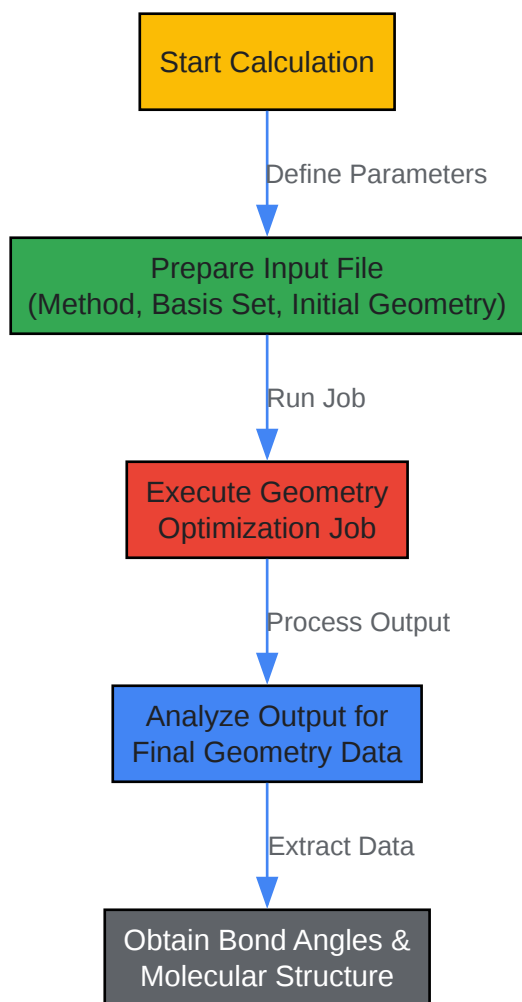 Start Calculation
Define Parameters
Prepare Input File
(Method, Basis Set, Initial Geometry)
Run Job
Execute Geometry
Optimization Job
Process Output
Analyze Output for
Final Geometry Data
Extract Data
Obtain Bond Angles &
Molecular Structure